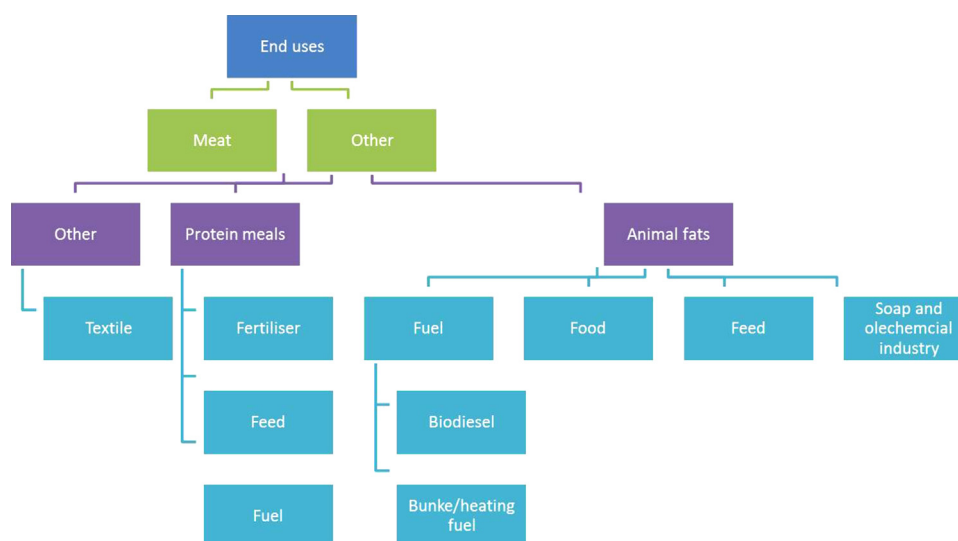 End uses
Meat
Other
Other
Protein meals
Animal fats
Textile
Fertiliser
Fuel
Food
Feed
Soap and
olechemcial
industry
Feed
Biodiesel
Fuel
Bunke/heating
fuel